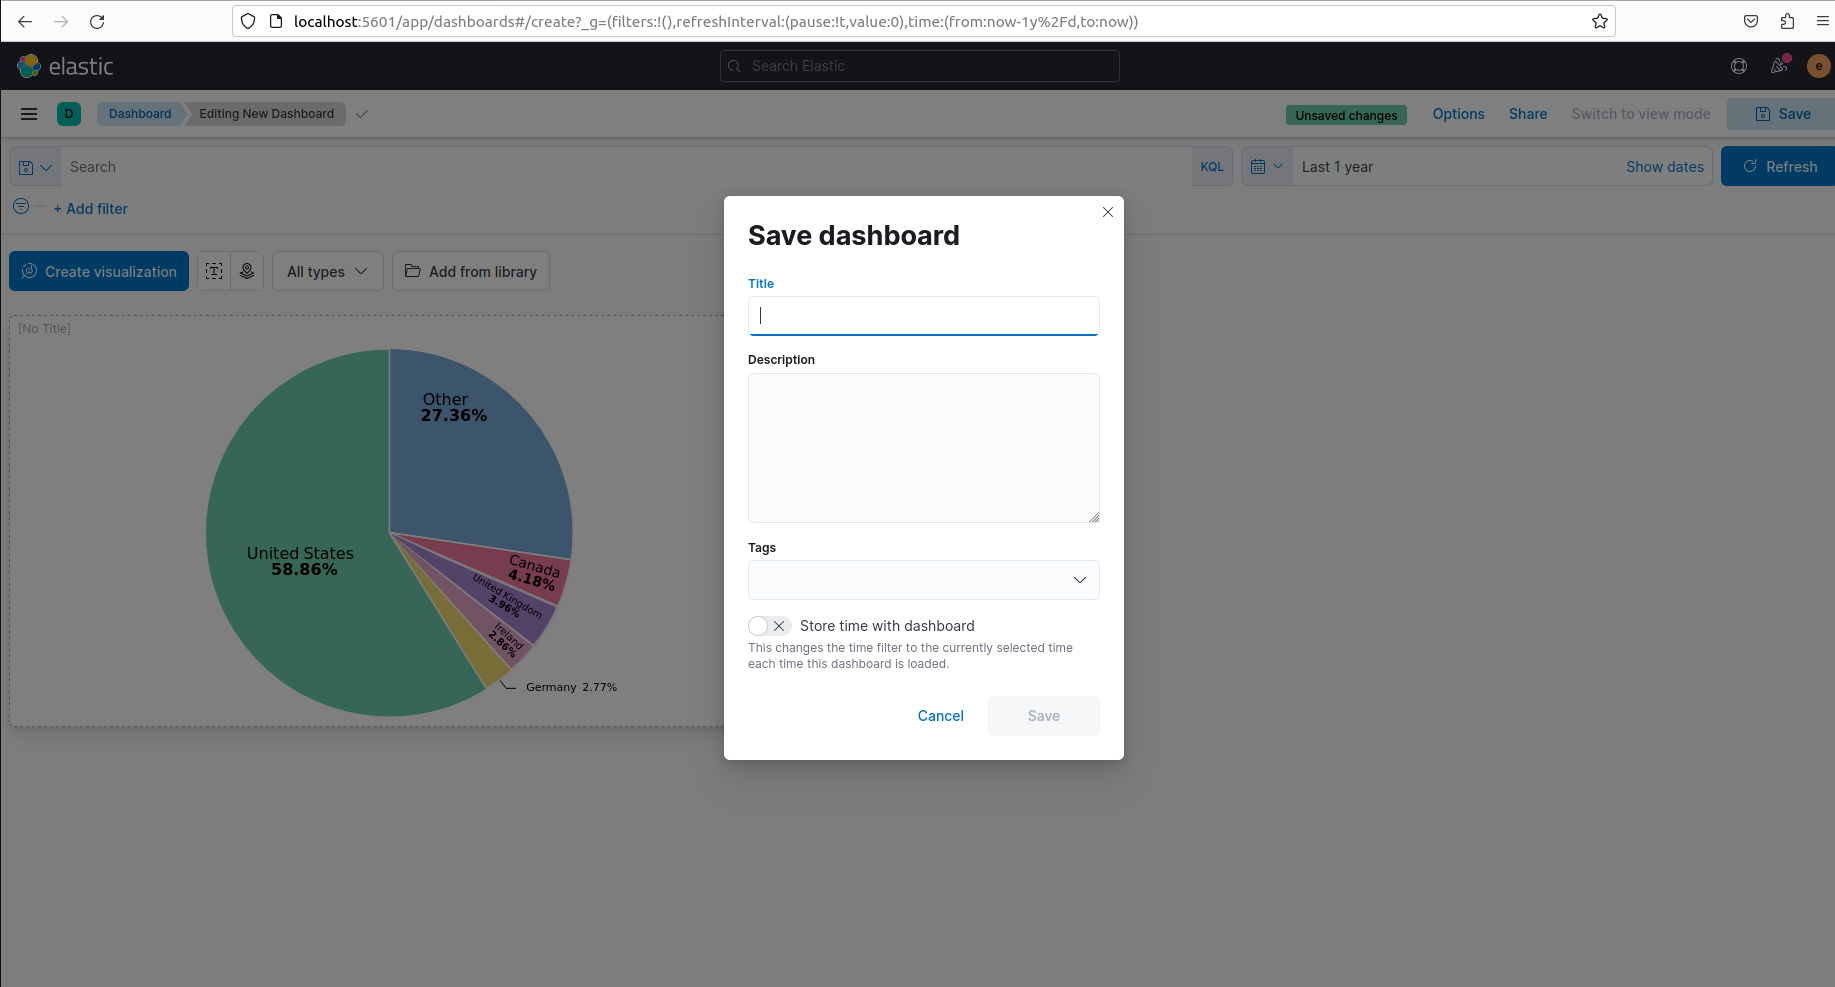 localhost:5601/app/dashboards#/create?_g=(filters:!(),refreshInterval:(pause:!t,value:0),time:(from:now-1y%2Fd,to:now))
elastic
Search Elastic
e
D
Dashboard
Editing New Dashboard
Unsaved changes
Options
Share
Switch to view mode
Save
Search
KQL
Last 1 year
Show dates
Refresh
+ Add filter
Create visualization
All types
Add from library
[No Title]
Other
27.36%
United States
58.86%
Canada
4.18%
United Kingdom
3.96%
Ireland
2.86%
Germany 2.77%
Save dashboard
Title
Description
Tags
Store time with dashboard
This changes the time filter to the currently selected time
each time this dashboard is loaded.
Cancel
Save